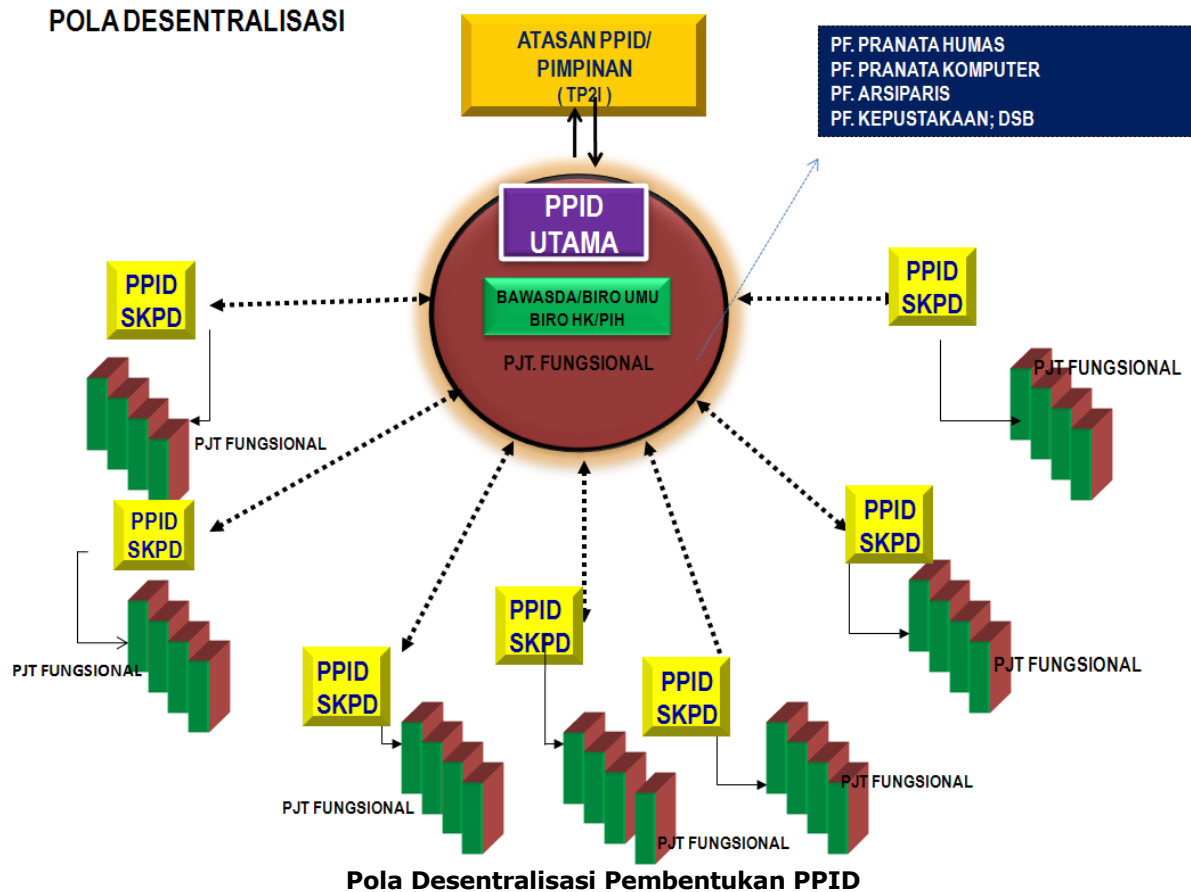 POLA DESENTRALISASI
ATASAN PPID/
PIMPINAN
( TP2I )
PF. PRANATA HUMAS
PF. PRANATA KOMPUTER
PF. ARSIPARIS
PF. KEPUSTAKAAN; DSB
PPID
UTAMA
BAWASDA/BIRO UMU
BIRO HK/PIH
PJT. FUNGSIONAL
PPID
SKPD
PJT FUNGSIONAL
PPID
SKPD
PJT FUNGSIONAL
PPID
SKPD
PJT FUNGSIONAL
PPID
SKPD
PJT FUNGSIONAL
PPID
SKPD
PJT FUNGSIONAL
PPID
SKPD
PJT FUNGSIONAL
PPID
SKPD
PJT FUNGSIONAL
Pola Desentralisasi Pembentukan PPID